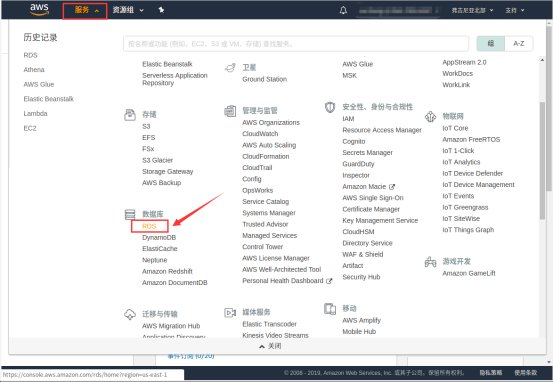 aws
服务
资源组
弗吉尼亚北部
支持
历史记录
RDS
Athena
AWS Glue
Elastic Beanstalk
Lambda
EC2
按名称或功能 (例如, EC2、S3 或 VM、存储) 查找服务。
组
A-Z
Elastic Beanstalk
Serverless Application
Repository
存储
S3
EFS
FSx
S3 Glacier
Storage Gateway
AWS Backup
数据库
RDS
DynamoDB
ElastiCache
Neptune
Amazon Redshift
Amazon DocumentDB
迁移与传输
AWS Migration Hub
Application Discovery
卫星
Ground Station
管理与监管
AWS Organizations
CloudWatch
AWS Auto Scaling
CloudFormation
CloudTrail
Config
OpsWorks
Service Catalog
Systems Manager
Trusted Advisor
Managed Services
Control Tower
AWS License Manager
AWS Well-Architected Tool
Personal Health Dashboard
媒体服务
Elastic Transcoder
Kinesis Video Streams
AWS Glue
MSK
安全性、身份与合规性
IAM
Resource Access Manager
Cognito
Secrets Manager
GuardDuty
Inspector
Amazon Macie
AWS Single Sign-On
Certificate Manager
Key Management Service
CloudHSM
Directory Service
WAF & Shield
Artifact
Security Hub
移动
AWS Amplify
Mobile Hub
AppStream 2.0
WorkDocs
WorkLink
物联网
IoT Core
Amazon FreeRTOS
IoT 1-Click
IoT Analytics
IoT Device Defender
IoT Device Management
IoT Events
IoT Greengrass
IoT SiteWise
IoT Things Graph
游戏开发
Amazon GameLift
关闭
事件订阅 (0/20)
https://console.aws.amazon.com/rds/home?region=us-east-1
© 2008 - 2019, Amazon Web Services, Inc. 或其子公司。保留所有权利。
隐私策略
使用条款